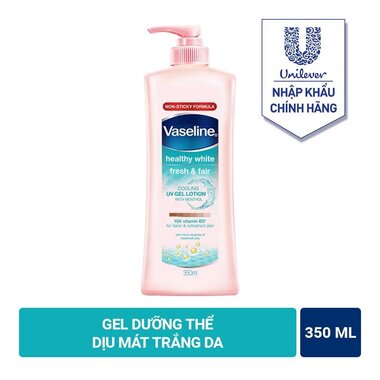 NON-STICKY FORMULA
Vaseline
healthy white
fresh & fair
COOLING
UV GEL LOTION
WITH MENTHOL
10X vitamin B3*
for fairer & refreshed skin
350ml
Unilever
NHẬP KHẨU
CHÍNH HÃNG
GEL DƯỠNG THỂ
DỊU MÁT TRẮNG DA
350 ML